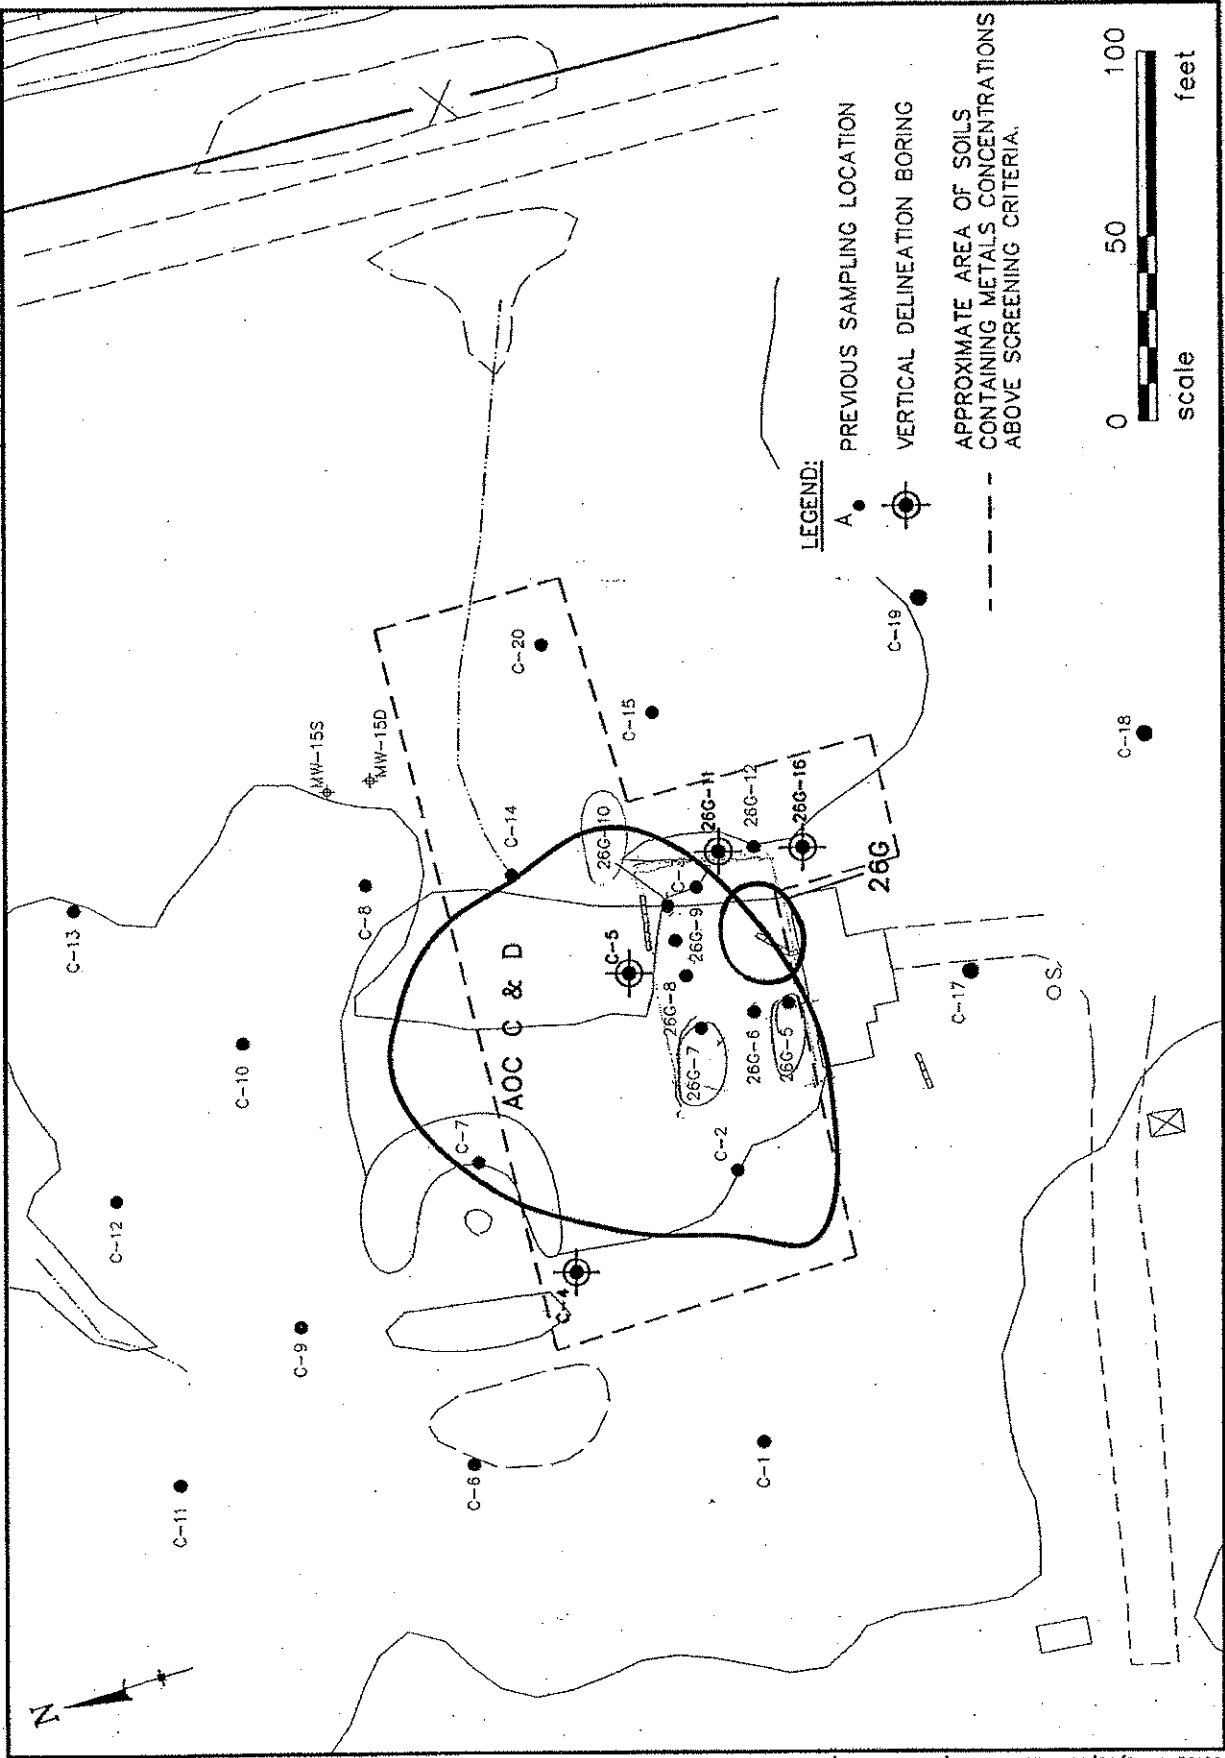 N
C-11
C-12
C-13
C-10
C-9
C-8
MW-15S
MW-15D
C-6
C-7
C-14
C-20
C-4
AOC C & D
C-5
C-15
26G-10
C-3
26G-11
26G-9
26G-8
26G-7
26G-12
26G-6
26G-5
26G-16
C-2
C-1
26G
C-19
C-17
O S.
C-18
LEGEND:
A
PREVIOUS SAMPLING LOCATION
VERTICAL DELINEATION BORING
APPROXIMATE AREA OF SOILS
CONTAINING METALS CONCENTRATIONS
ABOVE SCREENING CRITERIA.
0 50 100
scale feet